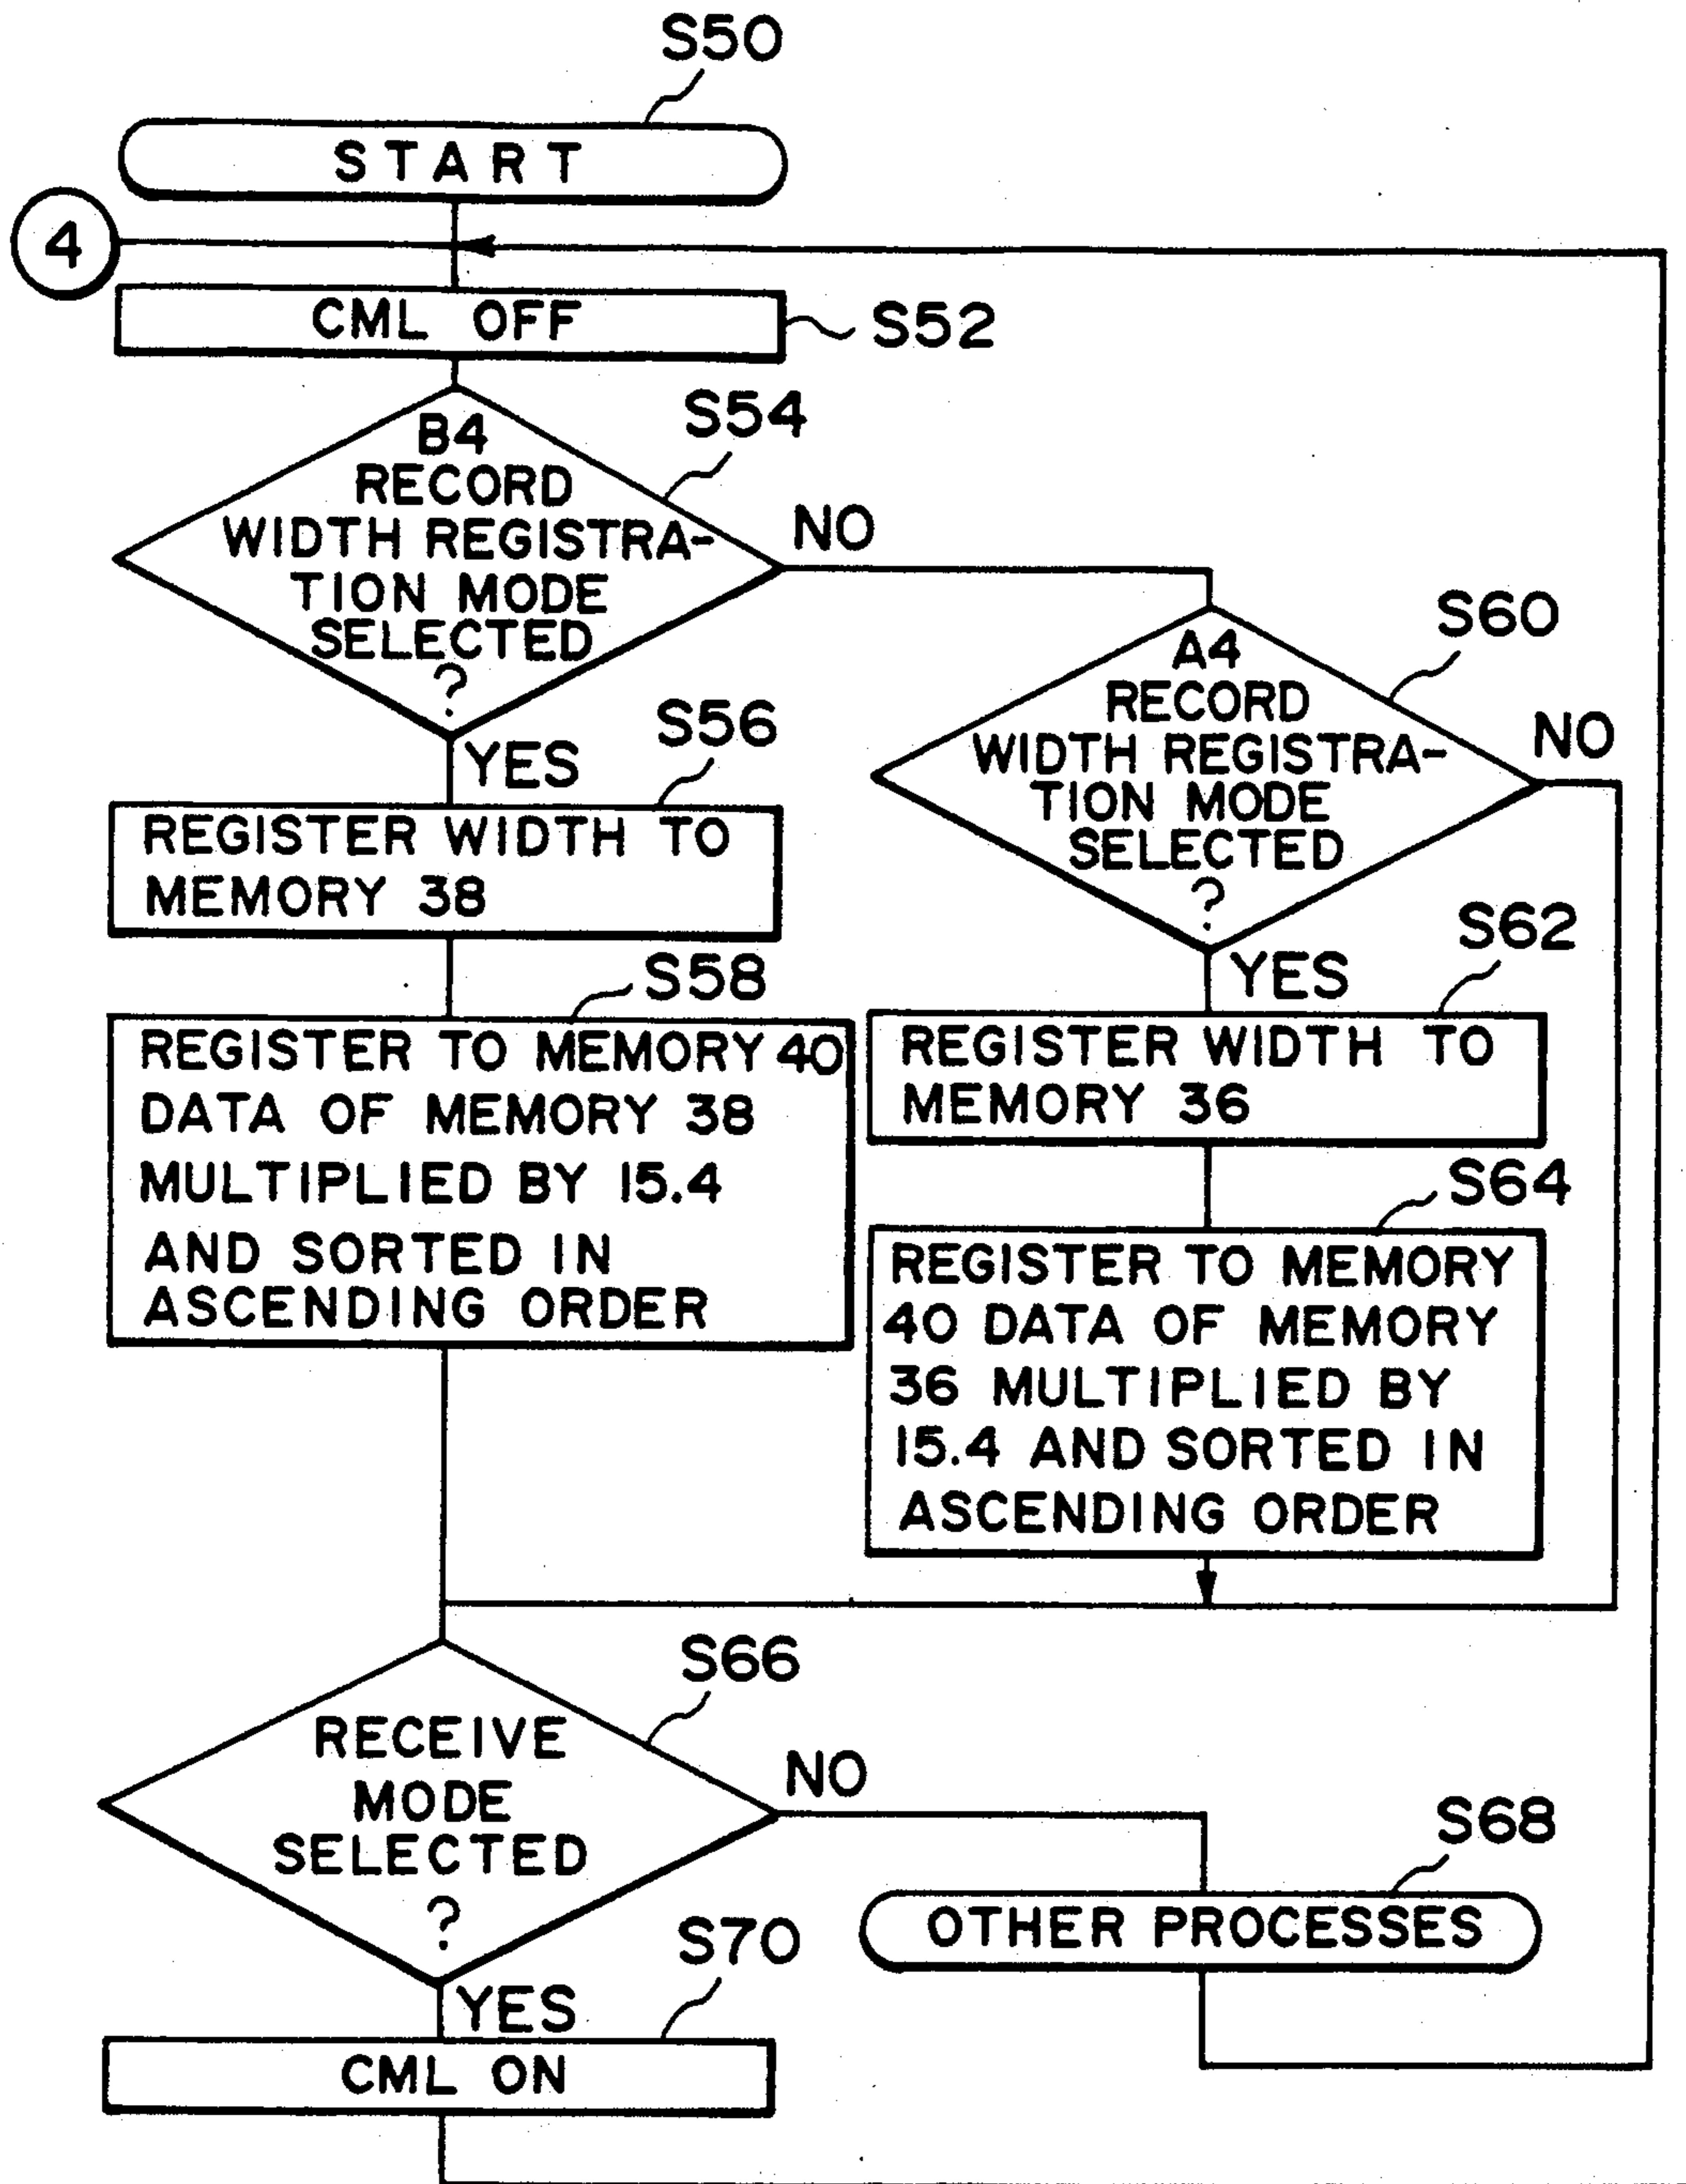 S50
START
4
CML OFF
S52
S54
B4
RECORD
WIDTH REGISTRA-
TION MODE
SELECTED
?
NO
YES
S56
REGISTER WIDTH TO
MEMORY 38
S58
REGISTER TO MEMORY 40
DATA OF MEMORY 38
MULTIPLIED BY 15.4
AND SORTED IN
ASCENDING ORDER
S60
A4
RECORD
WIDTH REGISTRA-
TION MODE
SELECTED
?
NO
YES
S62
REGISTER WIDTH TO
MEMORY 36
S64
REGISTER TO MEMORY
40 DATA OF MEMORY
36 MULTIPLIED BY
15.4 AND SORTED IN
ASCENDING ORDER
S66
RECEIVE
MODE
SELECTED
?
NO
S68
OTHER PROCESSES
YES
S70
CML ON